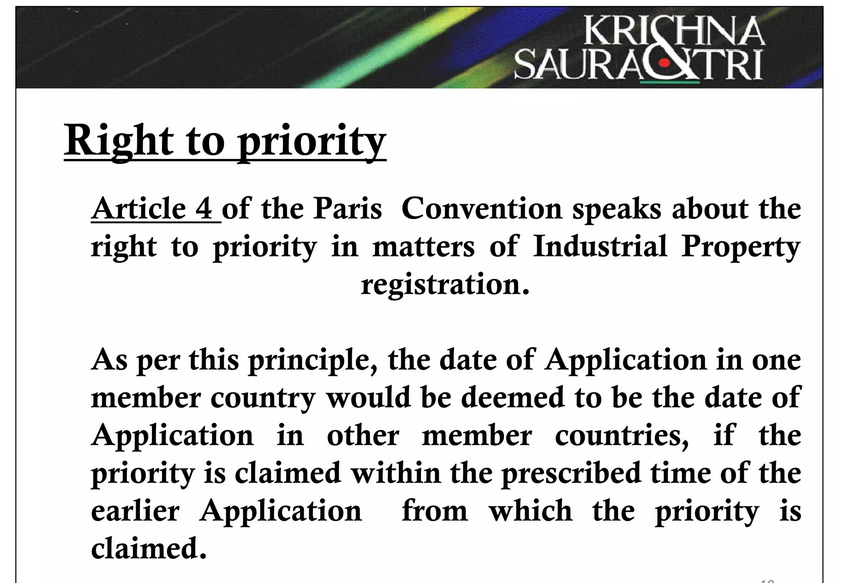 KRISHNA
&
SAURASTRI
Right to priority
Article 4 of the Paris Convention speaks about the
right to priority in matters of Industrial Property
registration.
As per this principle, the date of Application in one
member country would be deemed to be the date of
Application in other member countries, if the
priority is claimed within the prescribed time of the
earlier Application from which the priority is
claimed.